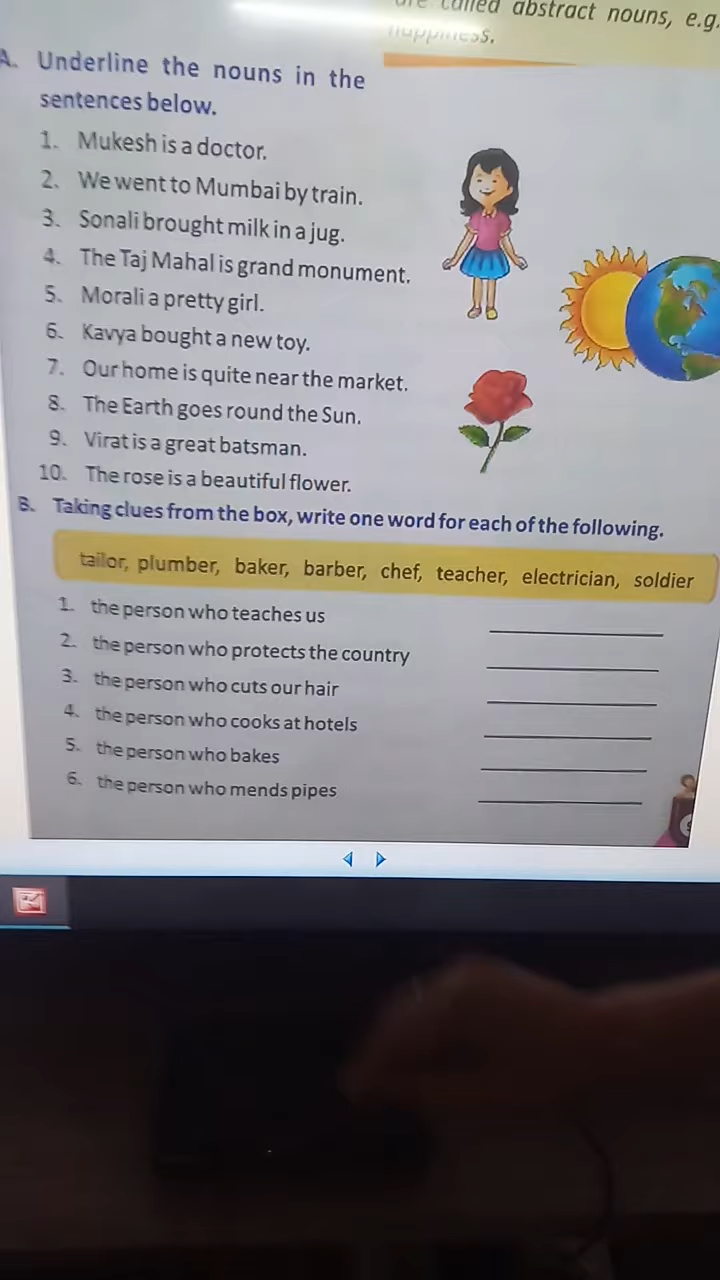 are called abstract nouns, e.g.
happiness.
A. Underline the nouns in the
sentences below.
1. Mukesh is a doctor.
2. We went to Mumbai by train.
3. Sonali brought milk in a jug.
4. The Taj Mahal is grand monument.
5. Morali a pretty girl.
6. Kavya bought a new toy.
7. Our home is quite near the market.
8. The Earth goes round the Sun.
9. Virat is a great batsman.
10. The rose is a beautiful flower.
B. Taking clues from the box, write one word for each of the following.
tailor, plumber, baker, barber, chef, teacher, electrician, soldier
1. the person who teaches us
2. the person who protects the country
3. the person who cuts our hair
4. the person who cooks at hotels
5. the person who bakes
6. the person who mends pipes